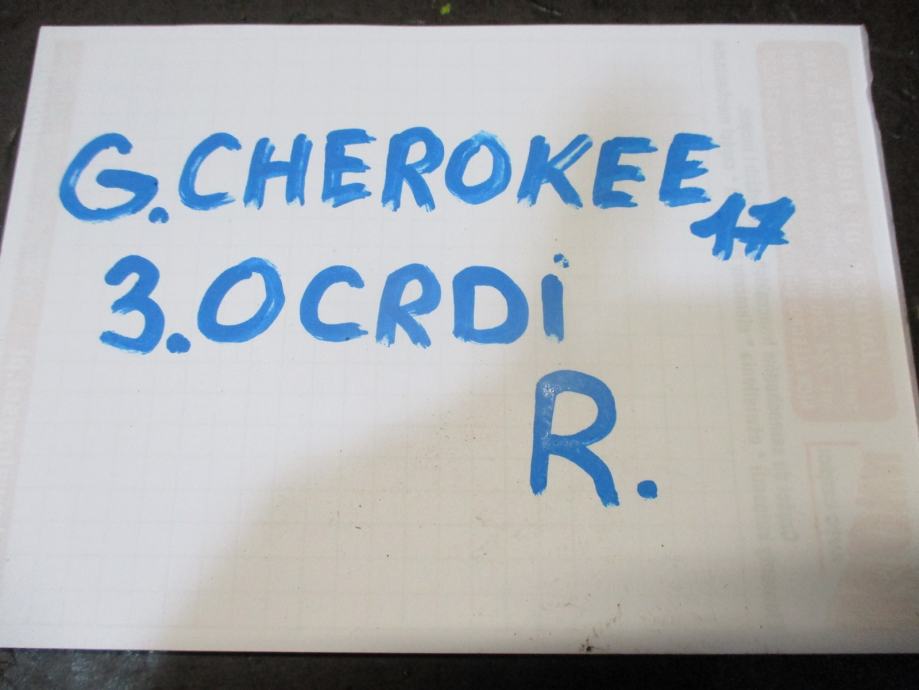 G.CHEROKEE 17
3.0CRDi
R.